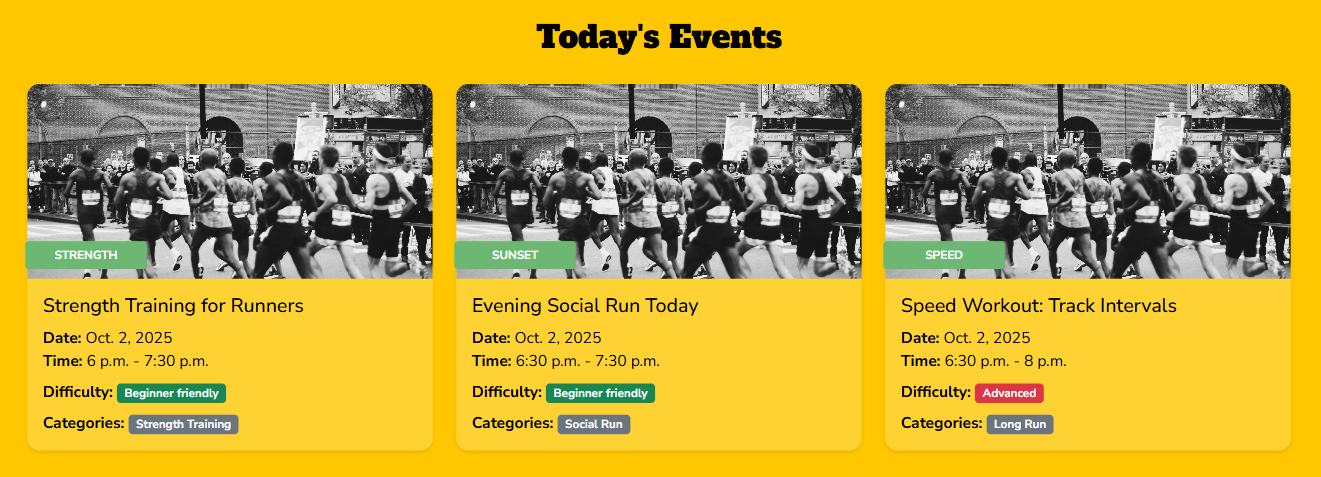 Today's Events
STRENGTH
Strength Training for Runners
Date: Oct. 2, 2025
Time: 6 p.m. - 7:30 p.m.
Difficulty: Beginner friendly
Categories: Strength Training
SUNSET
Evening Social Run Today
Date: Oct. 2, 2025
Time: 6:30 p.m. - 7:30 p.m.
Difficulty: Beginner friendly
Categories: Social Run
SPEED
Speed Workout: Track Intervals
Date: Oct. 2, 2025
Time: 6:30 p.m. - 8 p.m.
Difficulty: Advanced
Categories: Long Run